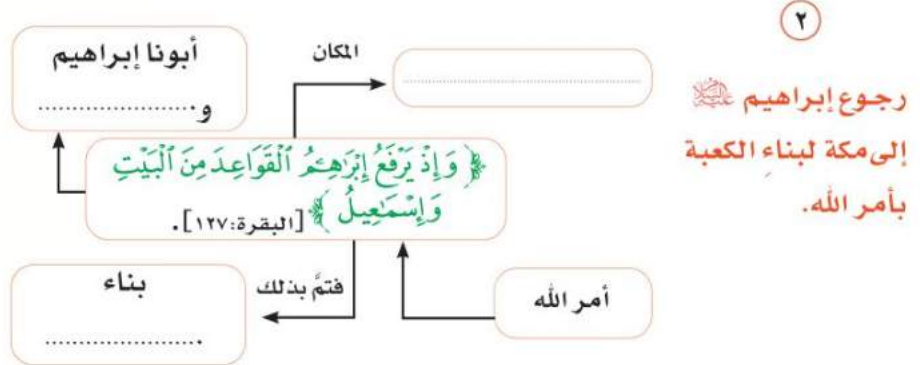 ٢
رجوع إبراهيم عليه السلام
إلى مكة لبناءِ الكعبة
بأمر الله.
المكان
......................................
أبونا إبراهيم
و......................
﴿ وَإِذْ يَرْفَعُ إِبْرَٰهِـۧمُ ٱلْقَوَاعِدَ مِنَ ٱلْبَيْتِ
وَإِسْمَٰعِيلُ ﴾ [البقرة:١٢٧].
أمر الله
فتمَّ بذلك
بناء
.......................